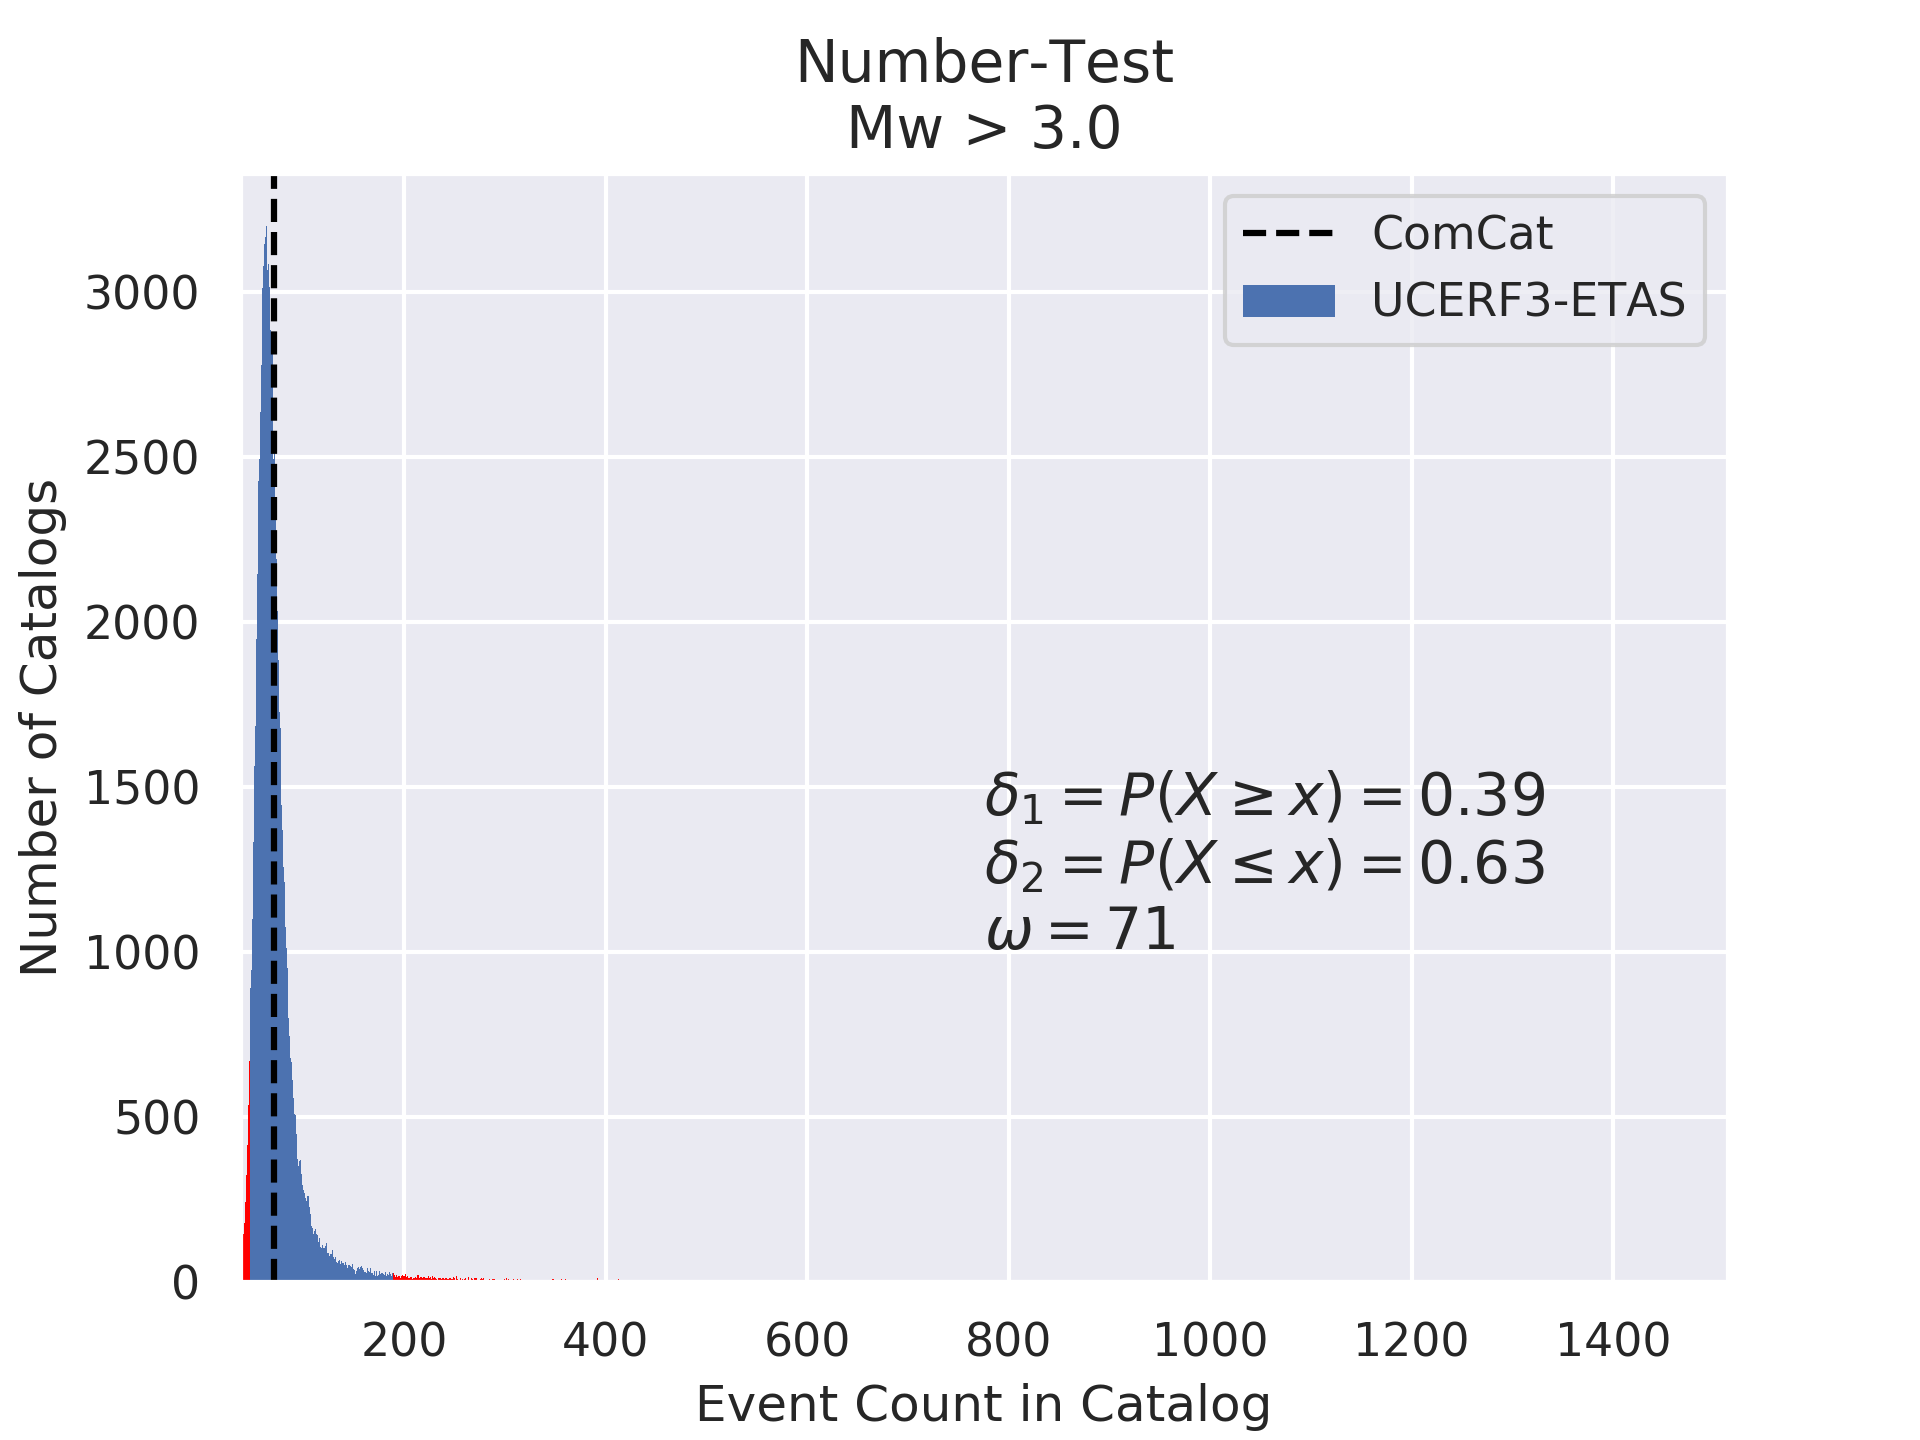 Number-Test
Mw > 3.0
ComCat
UCERF3-ETAS
3000
2500
2000
1500
1000
500
0
Number of Catalogs
δ₁ = P(X ≥ x) = 0.39
δ₂ = P(X ≤ x) = 0.63
ω = 71
200 400 600 800 1000 1200 1400
Event Count in Catalog